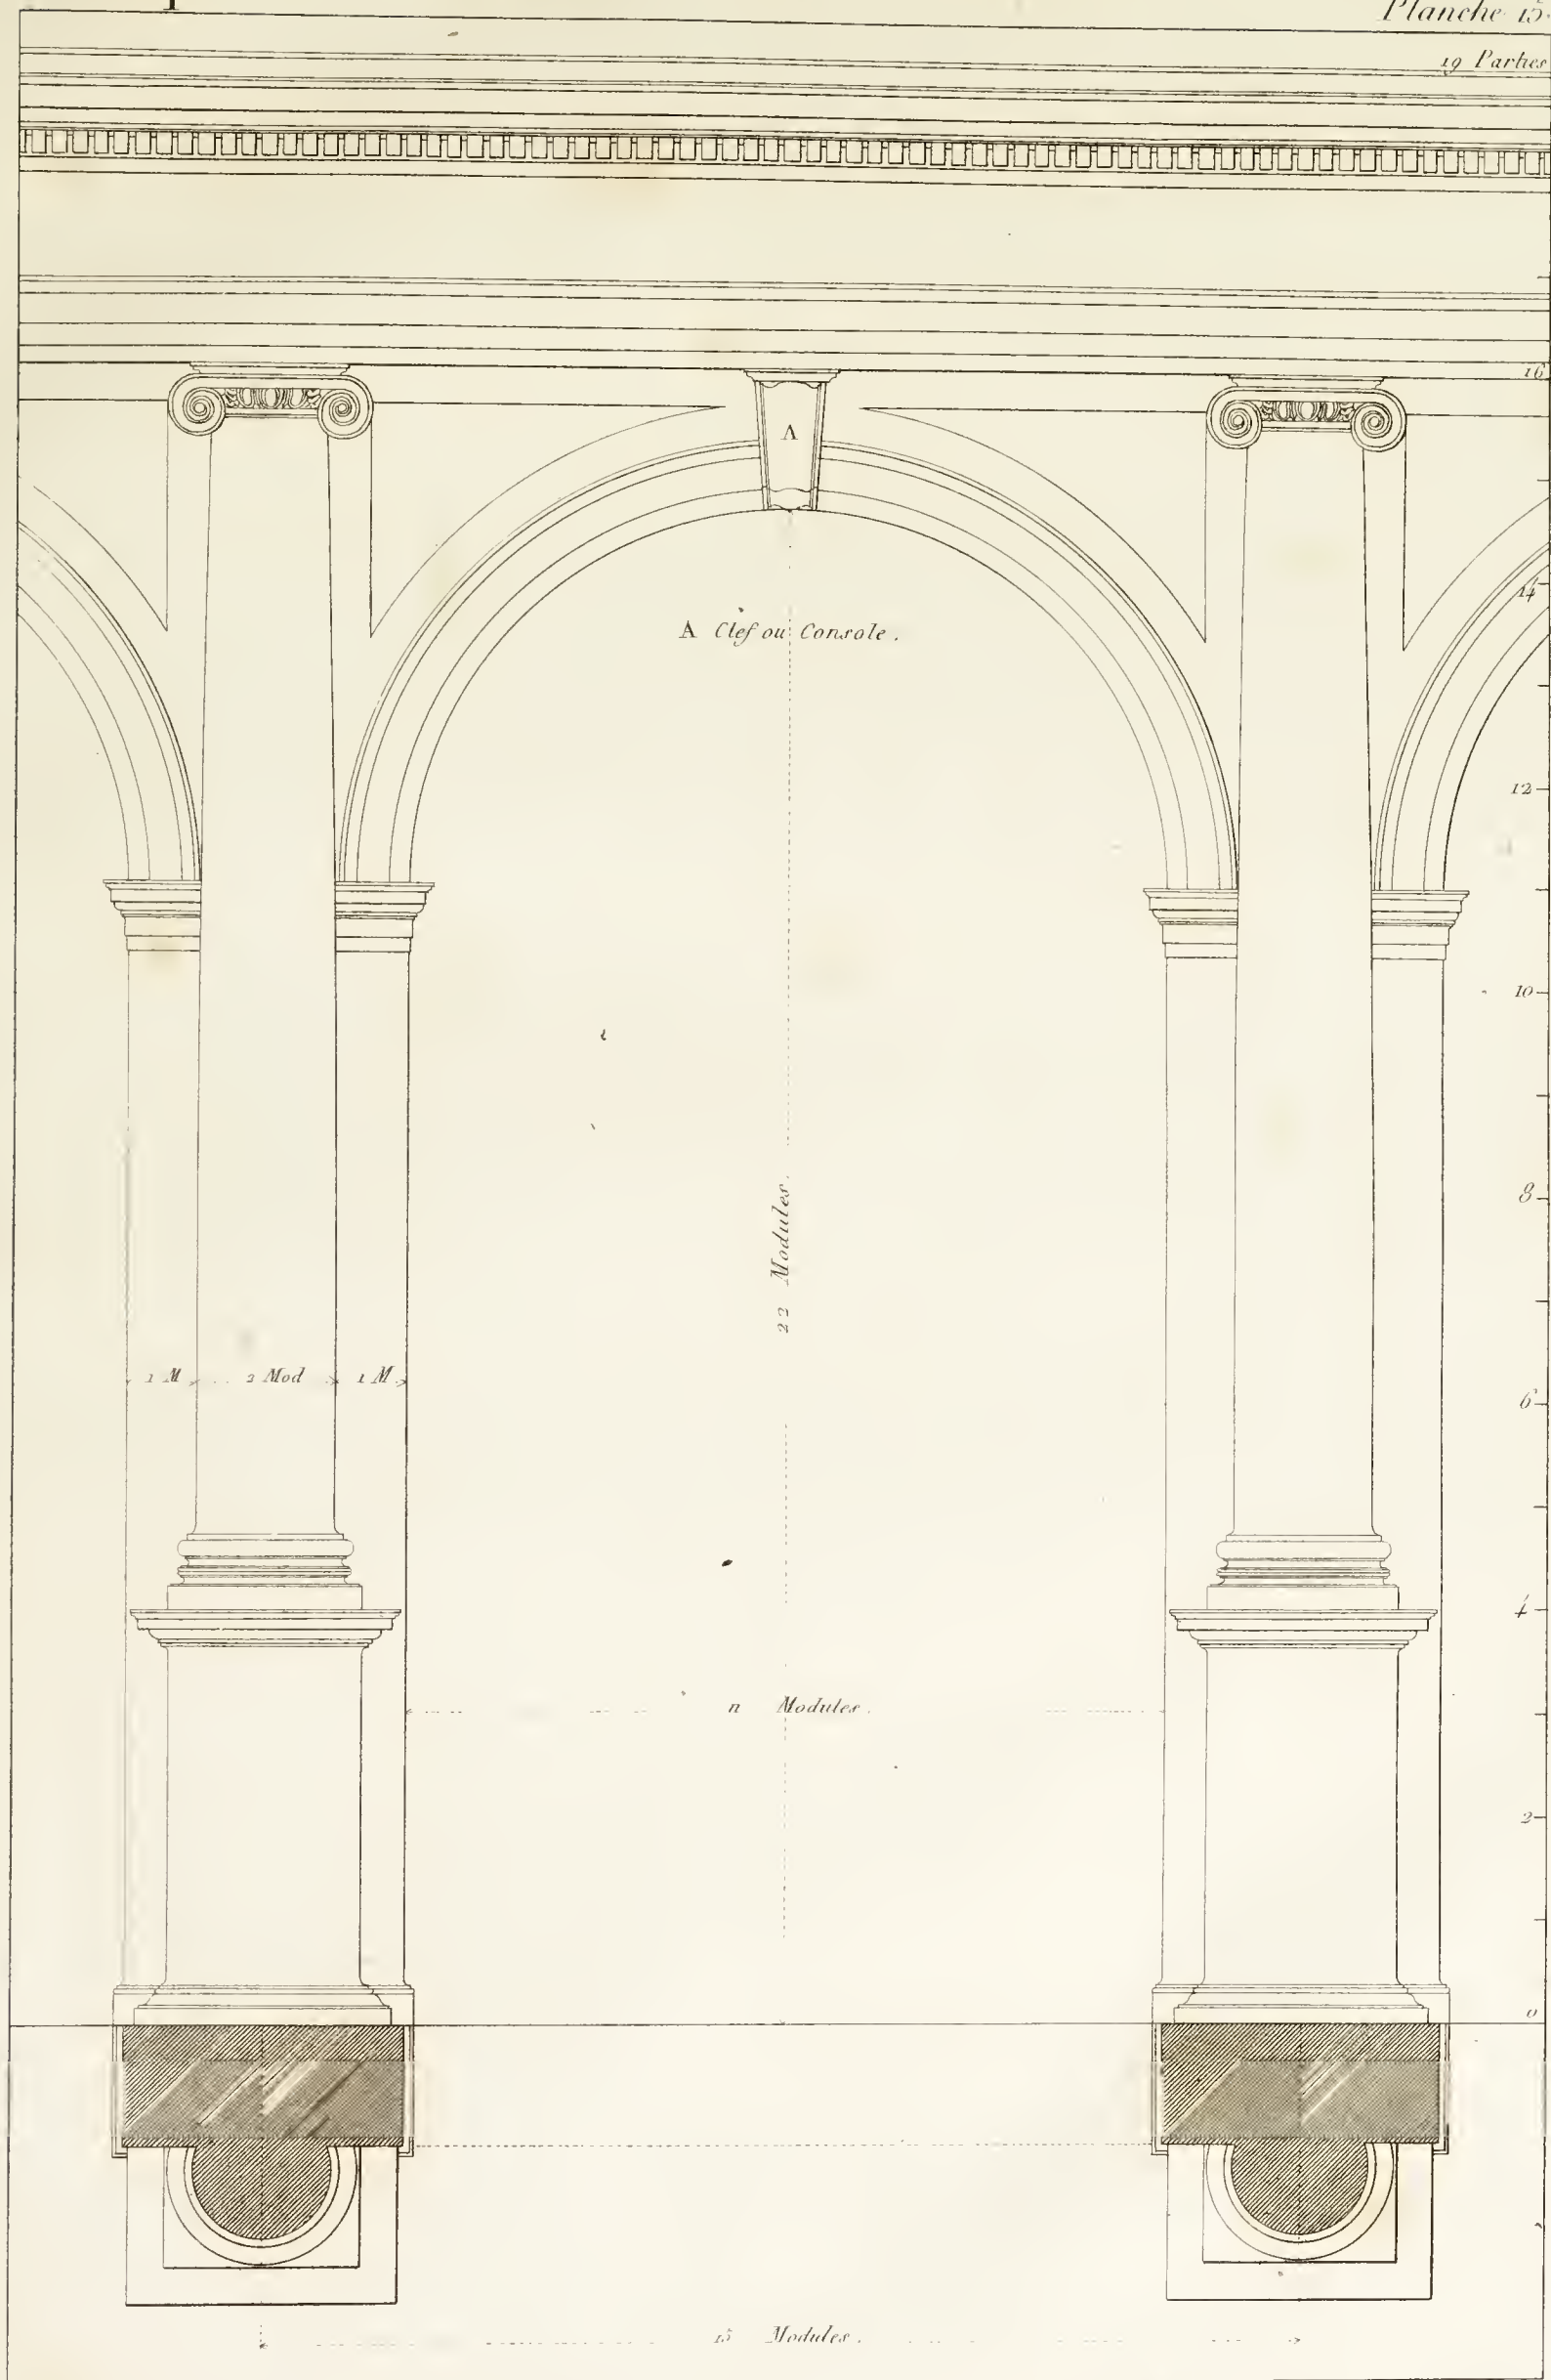 Planche 15.
19 Parties
16
A
14
A Clef ou Console.
12
10
8
22 Modules.
1 M 2 Mod 1 M
6
4
11 Modules.
2
0
15 Modules.